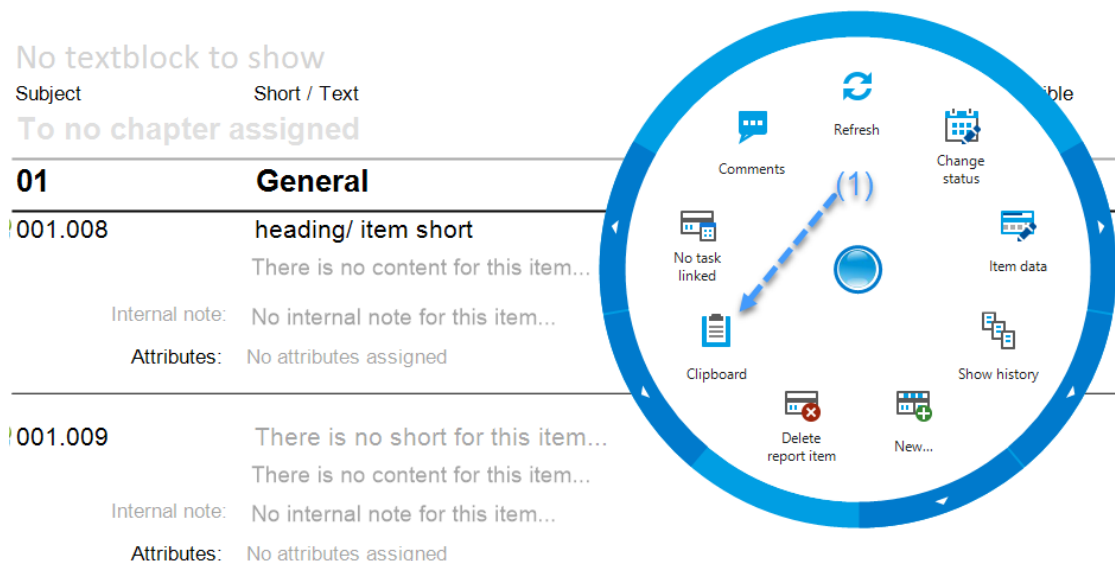 No textblock to show
Subject Short / Text ible
To no chapter assigned
01 General
001.008 heading/ item short
There is no content for this item...
Internal note: No internal note for this item...
Attributes: No attributes assigned
001.009 There is no short for this item...
There is no content for this item...
Internal note: No internal note for this item...
Attributes: No attributes assigned
Refresh
Change
status
Item data
Show history
New...
Delete
report item
Clipboard
No task
linked
Comments
(1)